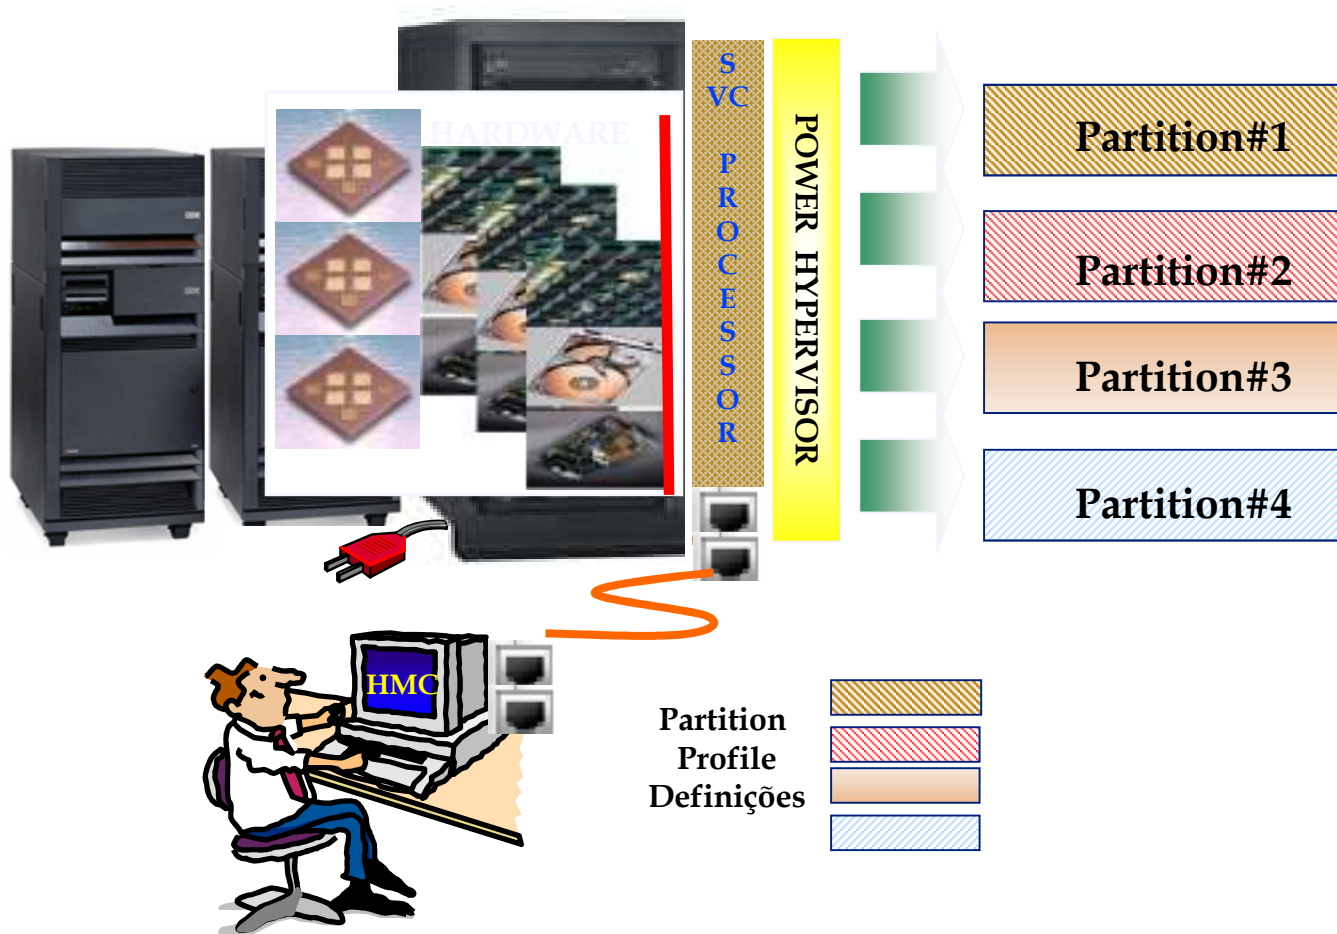 HARDWARE
S
VC
P
R
O
C
E
S
S
O
R
POWER HYPERVISOR
Partition#1
Partition#2
Partition#3
Partition#4
HMC
Partition
Profile
Definições